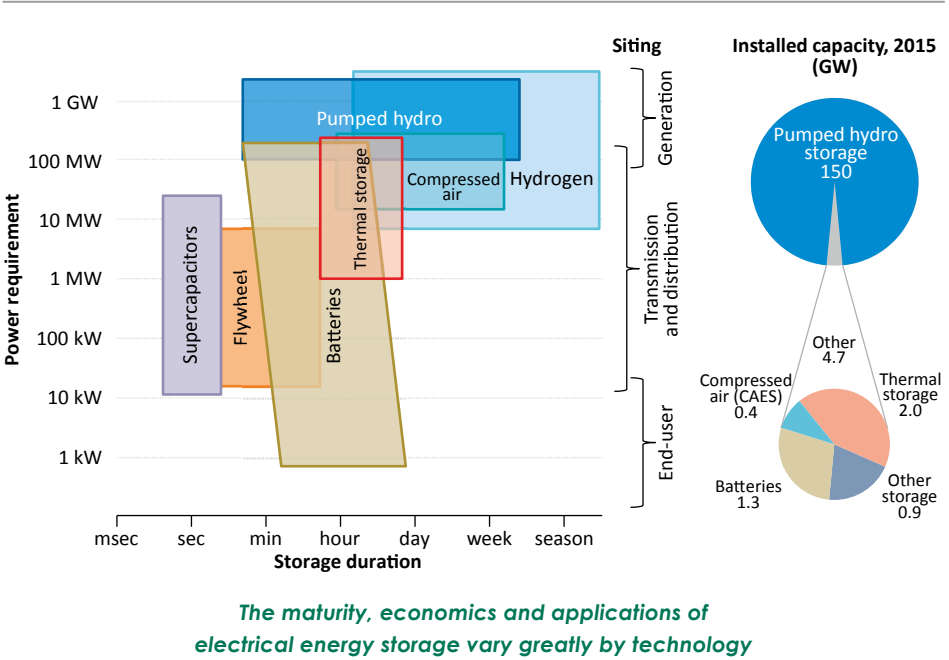 Siting
Installed capacity, 2015
(GW)
Power requirement
1 GW
100 MW
10 MW
1 MW
100 kW
10 kW
1 kW
Supercapacitors
Flywheel
Batteries
Pumped hydro
Thermal storage
Compressed
air
Hydrogen
Generation
Transmission
and distribution
End-user
msec
sec
min
hour
day
week
season
Storage duration
Pumped hydro
storage
150
Other
4.7
Compressed
air (CAES)
0.4
Thermal
storage
2.0
Batteries
1.3
Other
storage
0.9
The maturity, economics and applications of
electrical energy storage vary greatly by technology